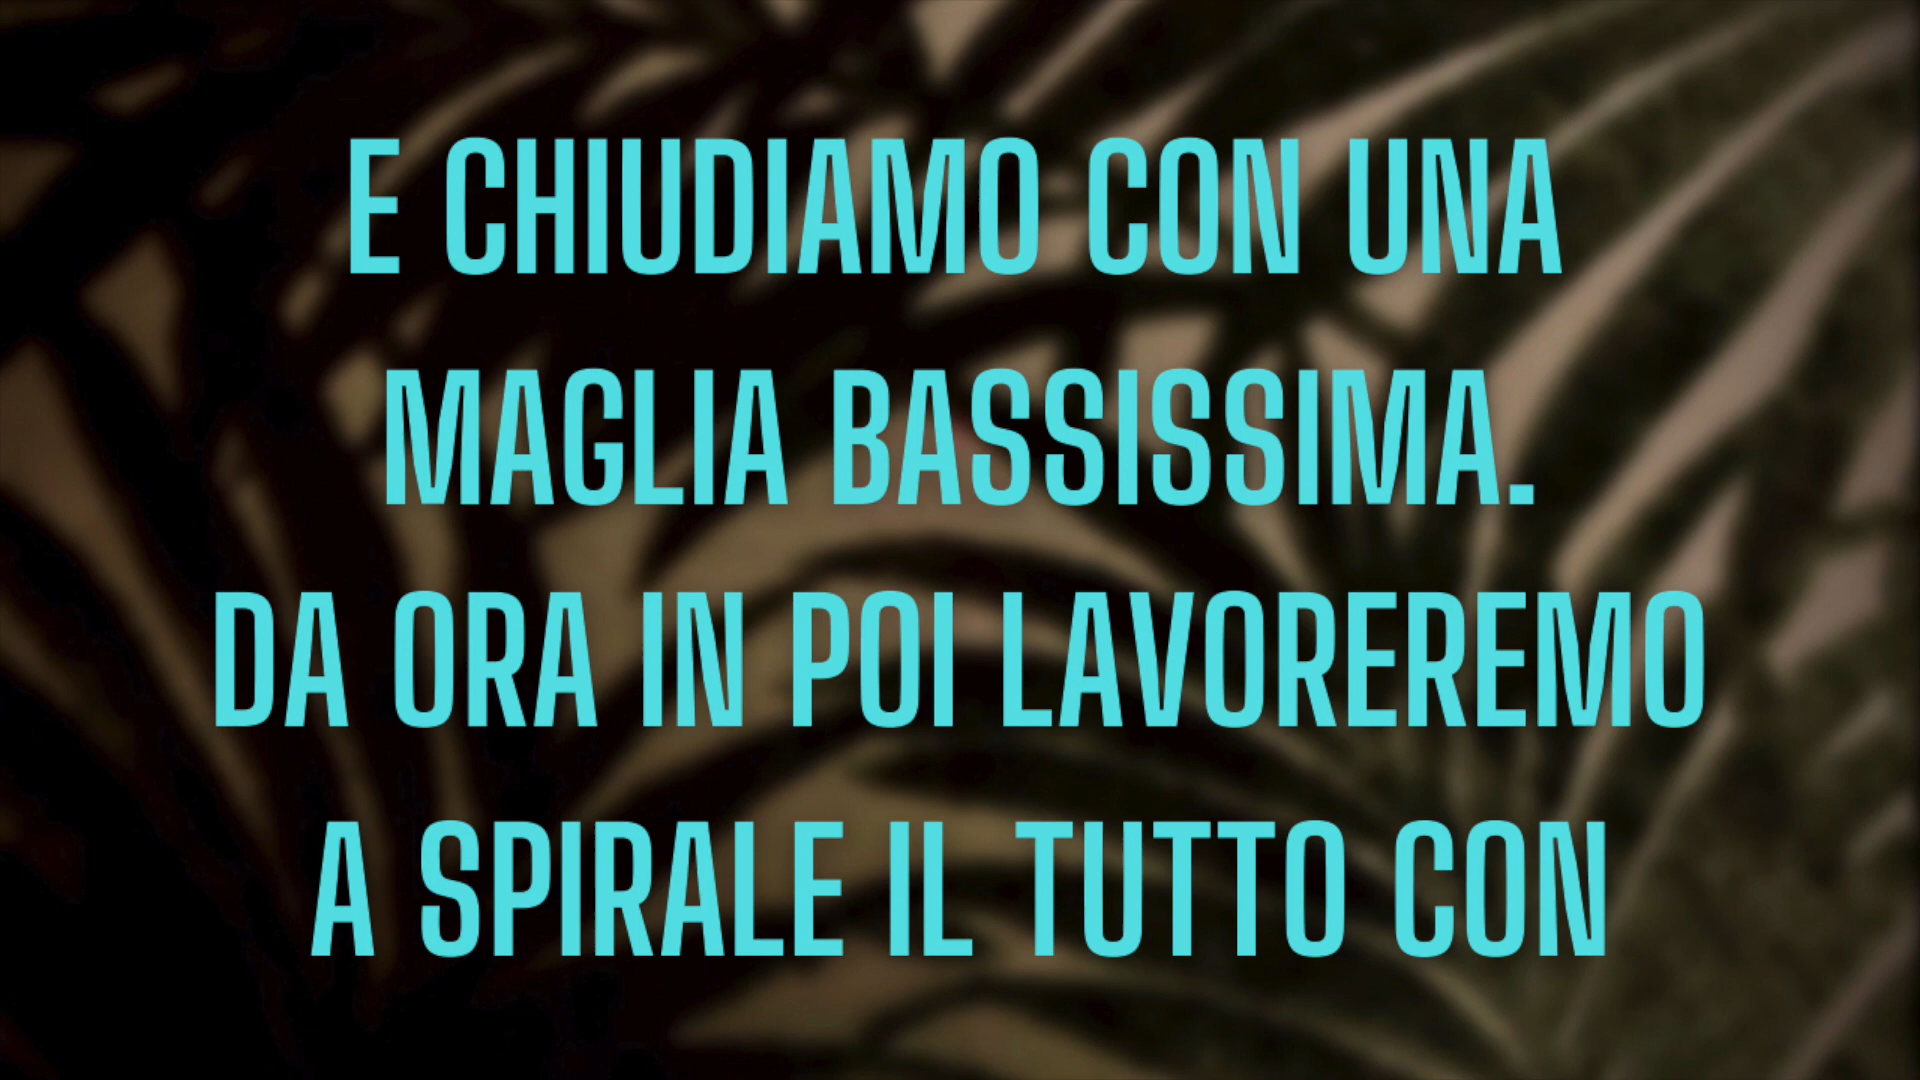 E CHIUDIAMO CON UNA
MAGLIA BASSISSIMA.
DA ORA IN POI LAVOREREMO
A SPIRALE IL TUTTO CON